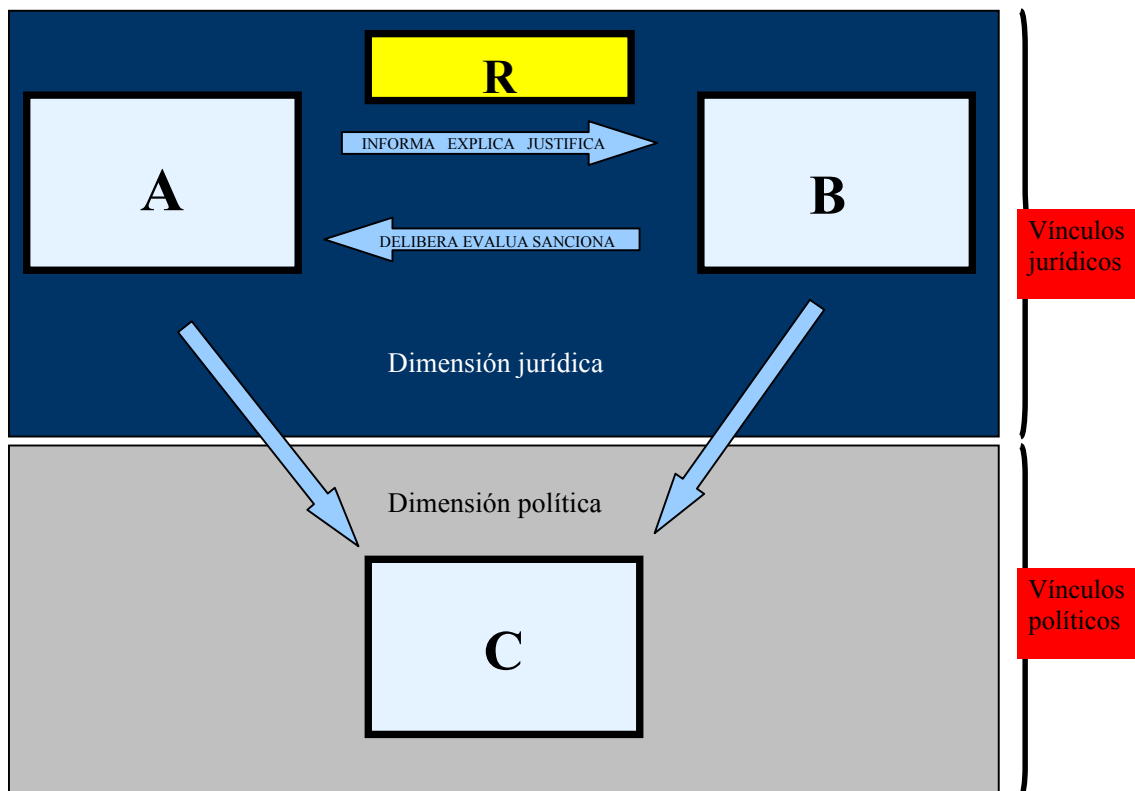 R
INFORMA EXPLICA JUSTIFICA
A
B
DELIBERA EVALUA SANCIONA
Vínculos
jurídicos
Dimensión jurídica
Dimensión política
Vínculos
políticos
C